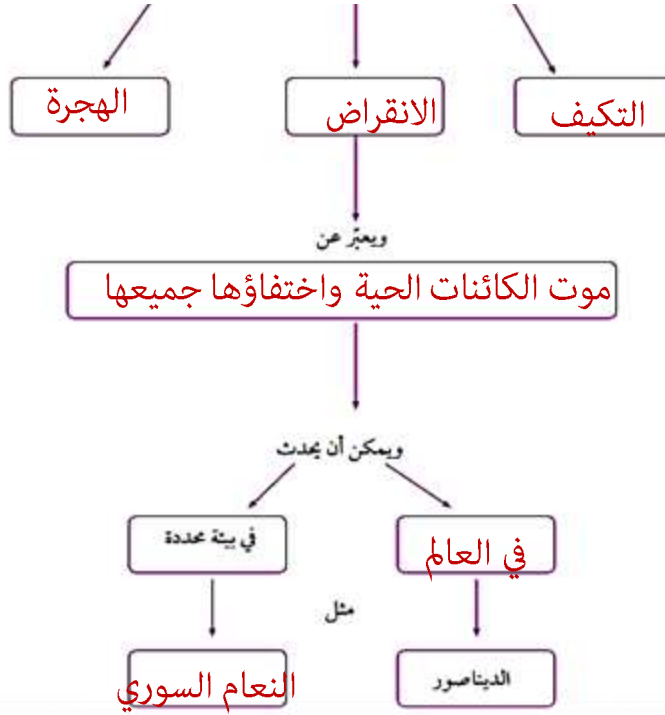 التكيف
الانقراض
الهجرة
ويعبّر عن
موت الكائنات الحية واختفاؤها جميعها
ويمكن أن يحدث
في العالم
في بيئة محددة
مثل
الديناصور
النعام السوري